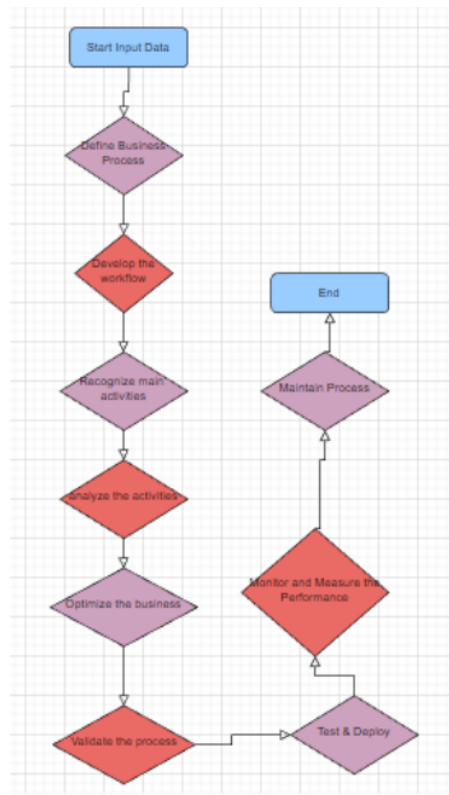 Start Input Data
Define Business
Process
Develop the
workflow
Recognize main
activities
analyze the activities
Optimize the business
Validate the process
Test & Deploy
Monitor and Measure the
Performance
Maintain Process
End